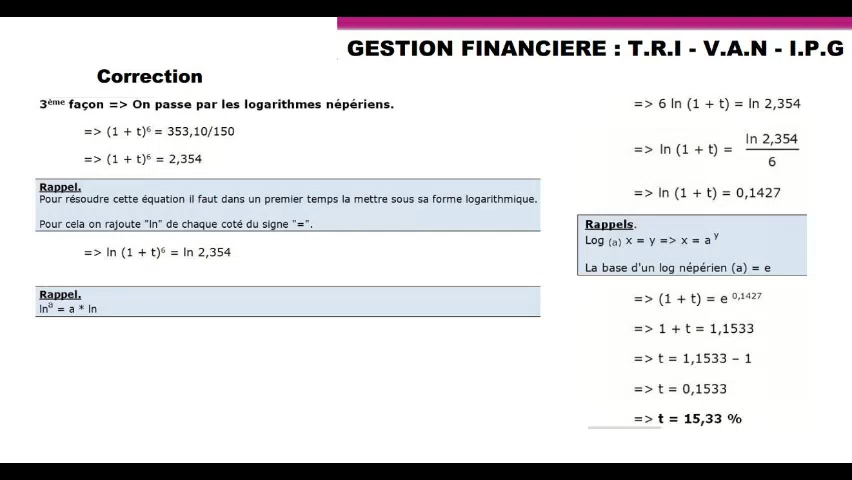 GESTION FINANCIERE : T.R.I - V.A.N - I.P.G
Correction
3ème façon => On passe par les logarithmes népériens.
=> (1 + t)⁶ = 353,10/150
=> (1 + t)⁶ = 2,354
Rappel.
Pour résoudre cette équation il faut dans un premier temps la mettre sous sa forme logarithmique.
Pour cela on rajoute "ln" de chaque coté du signe "=".
=> ln (1 + t)⁶ = ln 2,354
Rappel.
lnᵃ = a * ln
=> 6 ln (1 + t) = ln 2,354
=> ln (1 + t) = ln 2,354 / 6
=> ln (1 + t) = 0,1427
Rappels.
Log (a) x = y => x = a ʸ
La base d'un log népérien (a) = e
=> (1 + t) = e ⁰,¹⁴²⁷
=> 1 + t = 1,1533
=> t = 1,1533 – 1
=> t = 0,1533
=> t = 15,33 %